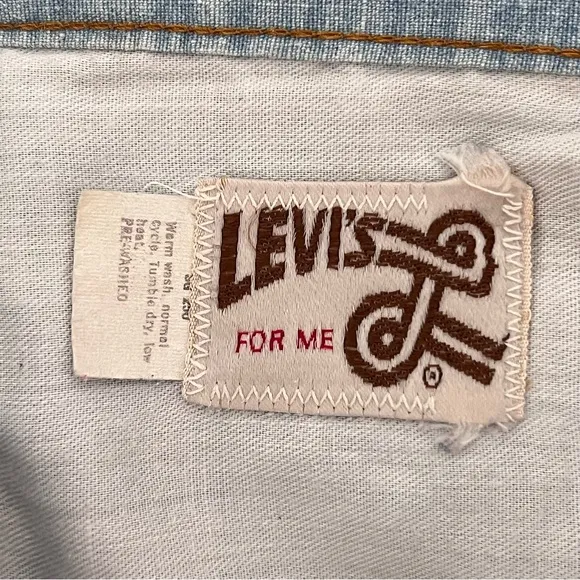 LEVI'S
FOR ME
®
Warm wash, normal
cycle. Tumble dry, low
heat.
PRE-WASHED